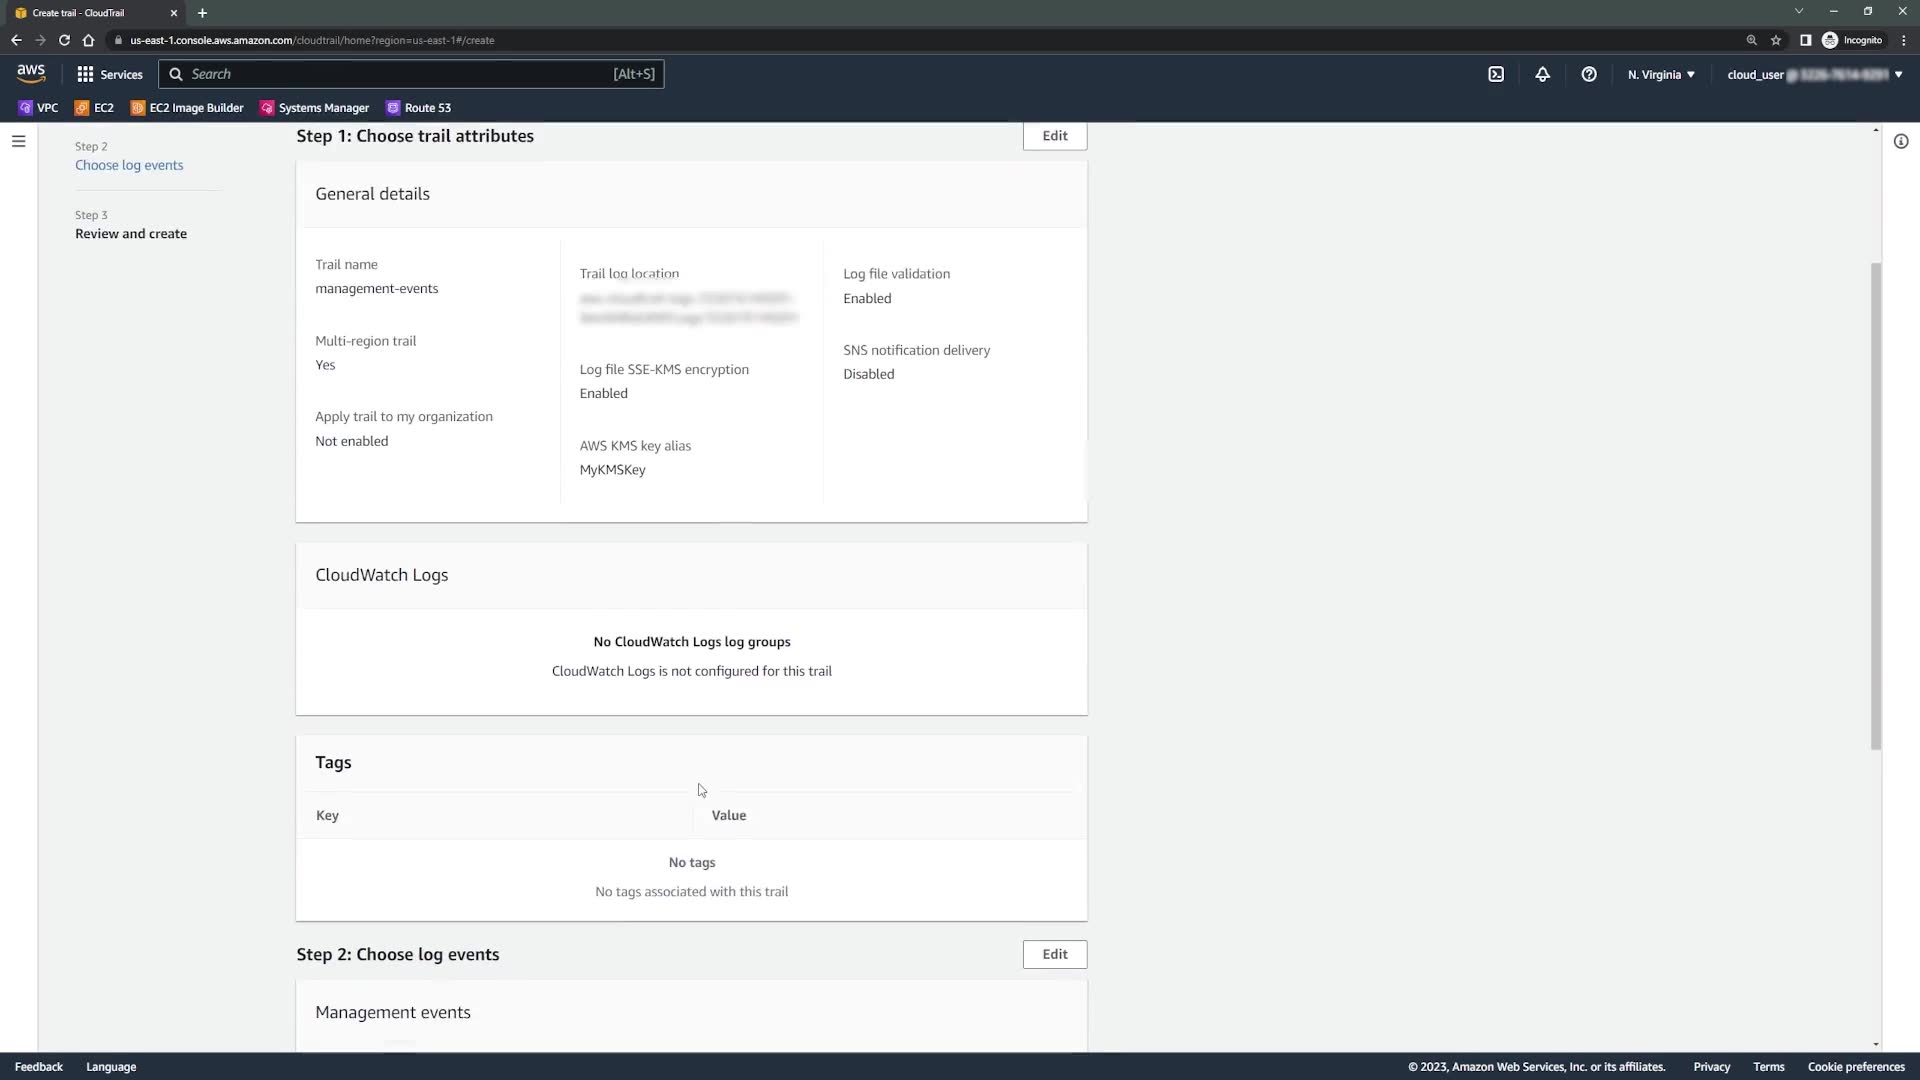 Create trail - CloudTrail
us-east-1.console.aws.amazon.com/cloudtrail/home?region=us-east-1#/create
Incognito
aws
Services
Search
[Alt+S]
N. Virginia
cloud_user @
VPC
EC2
EC2 Image Builder
Systems Manager
Route 53
Step 2
Choose log events
Step 3
Review and create
Step 1: Choose trail attributes
Edit
General details
Trail name
management-events
Multi-region trail
Yes
Apply trail to my organization
Not enabled
Trail log location
Log file SSE-KMS encryption
Enabled
AWS KMS key alias
MyKMSKey
Log file validation
Enabled
SNS notification delivery
Disabled
CloudWatch Logs
No CloudWatch Logs log groups
CloudWatch Logs is not configured for this trail
Tags
Key
Value
No tags
No tags associated with this trail
Step 2: Choose log events
Edit
Management events
Feedback
Language
© 2023, Amazon Web Services, Inc. or its affiliates.
Privacy
Terms
Cookie preferences